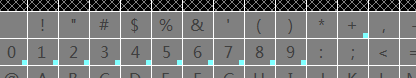 ! " # $ % & ' ( ) * + ,
0 1 2 3 4 5 6 7 8 9 : ; < =